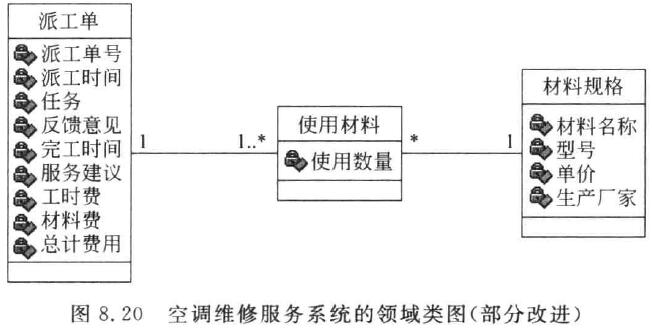 派工单
派工单号
派工时间
任务
反馈意见
完工时间
服务建议
工时费
材料费
总计费用
1
1..*
使用材料
使用数量
*
1
材料规格
材料名称
型号
单价
生产厂家
图 8.20 空调维修服务系统的领域类图(部分改进)